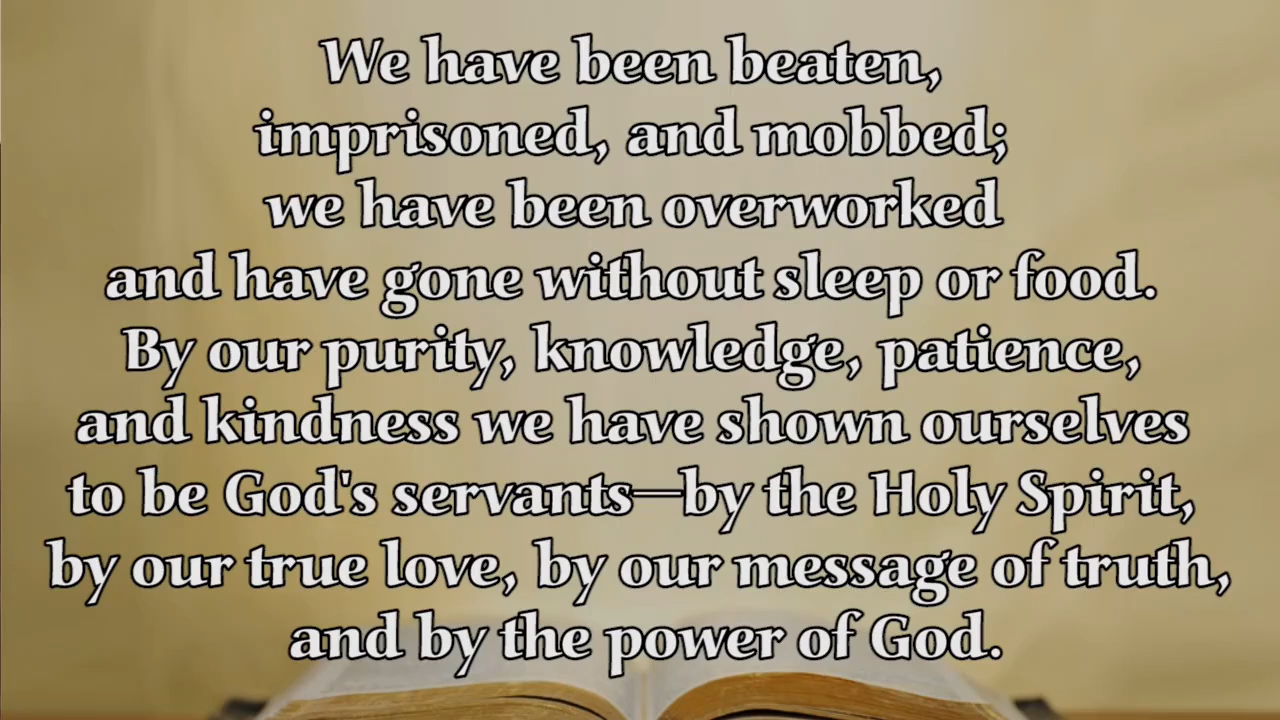 We have been beaten,
imprisoned, and mobbed;
we have been overworked
and have gone without sleep or food.
By our purity, knowledge, patience,
and kindness we have shown ourselves
to be God's servants—by the Holy Spirit,
by our true love, by our message of truth,
and by the power of God.